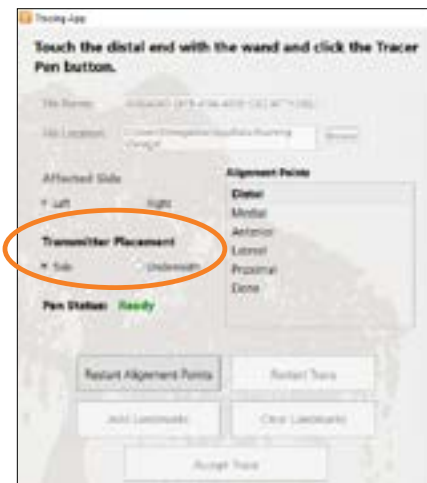 Tracing App
Touch the distal end with the wand and click the Tracer
Pen button.
File Name:
File Location:
Browse
Affected Side
Left Right
Transmitter Placement
Side Underneath
Pen Status: Ready
Alignment Points
Distal
Medial
Anterior
Lateral
Proximal
Done
Restart Alignment Points
Restart Trace
Add Landmarks
Clear Landmarks
Accept Trace